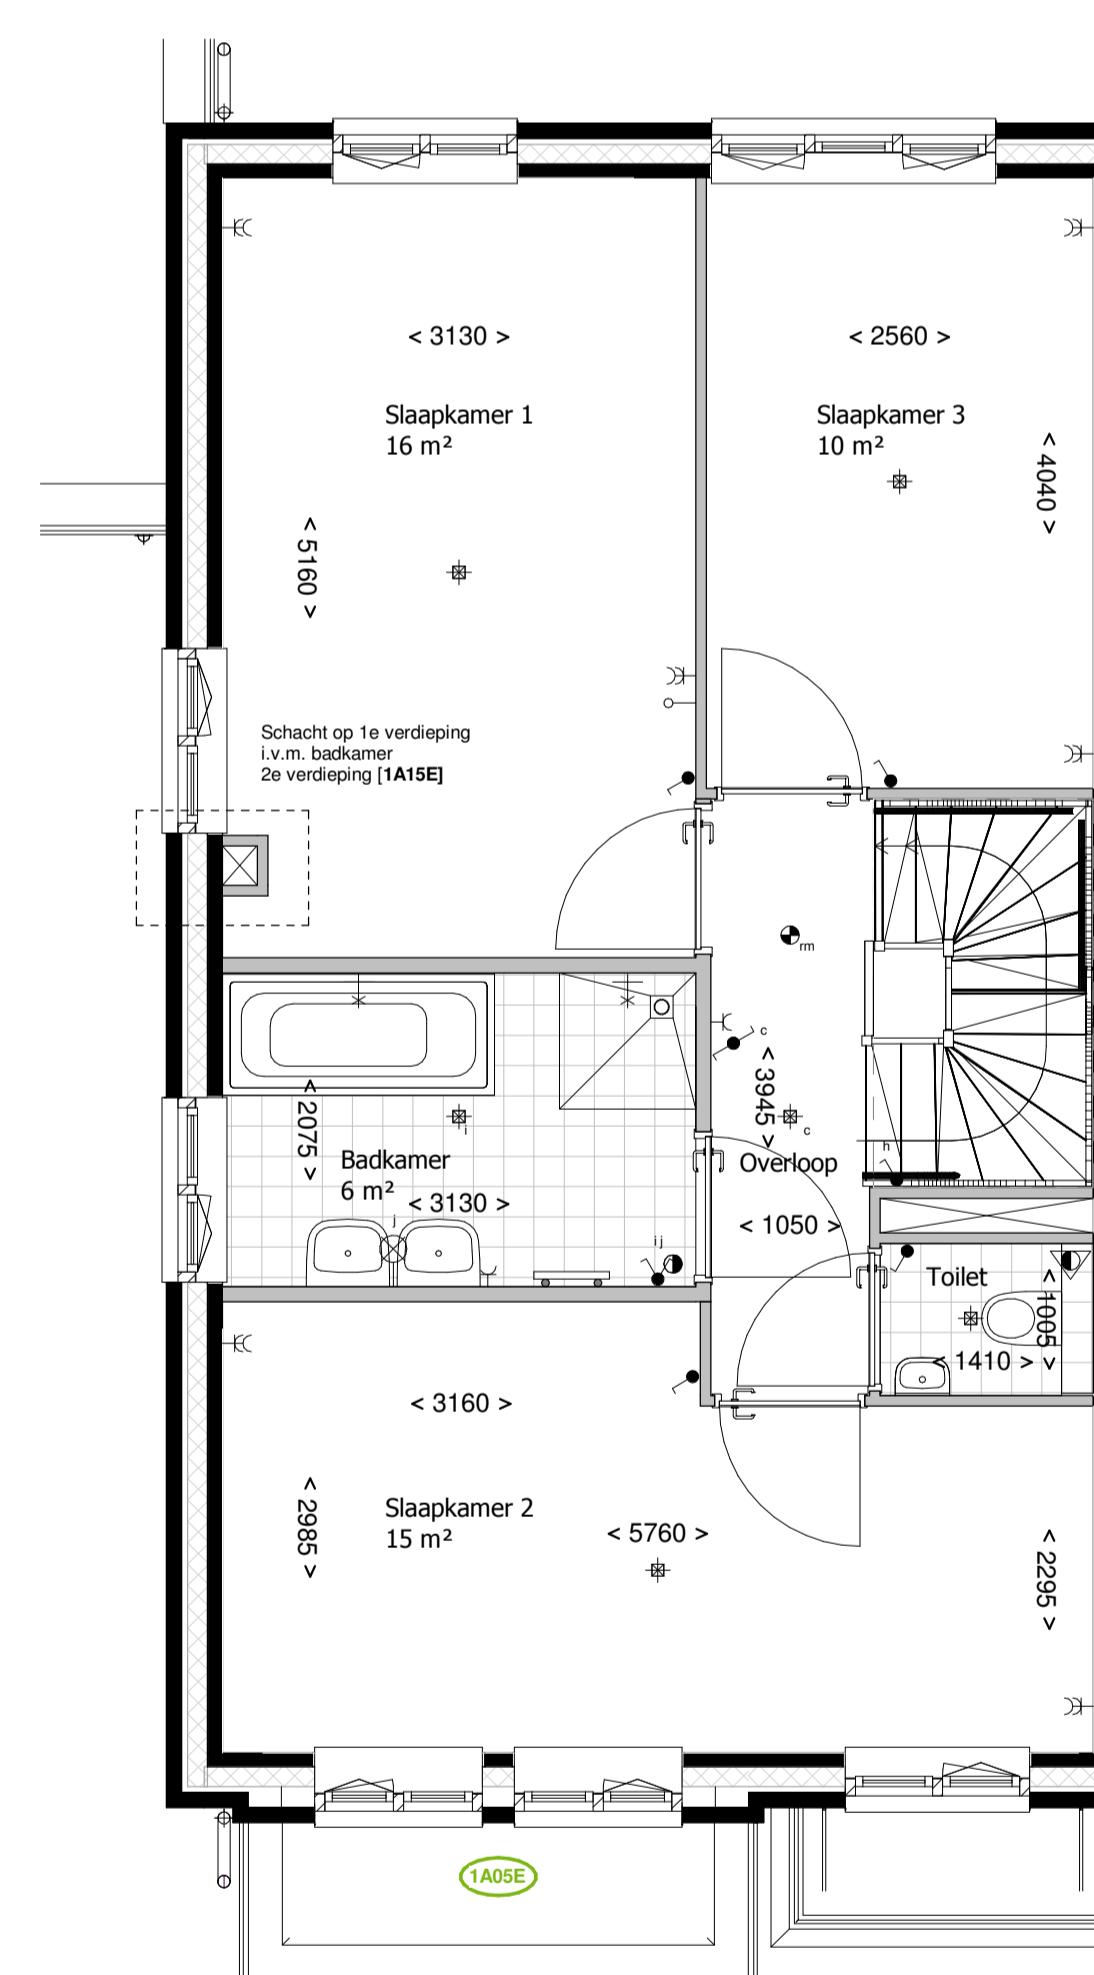 < 3130 >
< 2560 >
Slaapkamer 1
16 m²
Slaapkamer 3
10 m²
< 4040 >
< 5160 >
Schacht op 1e verdieping
i.v.m. badkamer
2e verdieping [1A15E]
rm
c
< 3945 >
c
< 2075 >
i
h
Badkamer
6 m²
< 3130 >
Overloop
< 1050 >
j
i j
Toilet
< 1005 >
< 1410 >
< 3160 >
< 2985 >
Slaapkamer 2
15 m²
< 5760 >
< 2295 >
1A05E